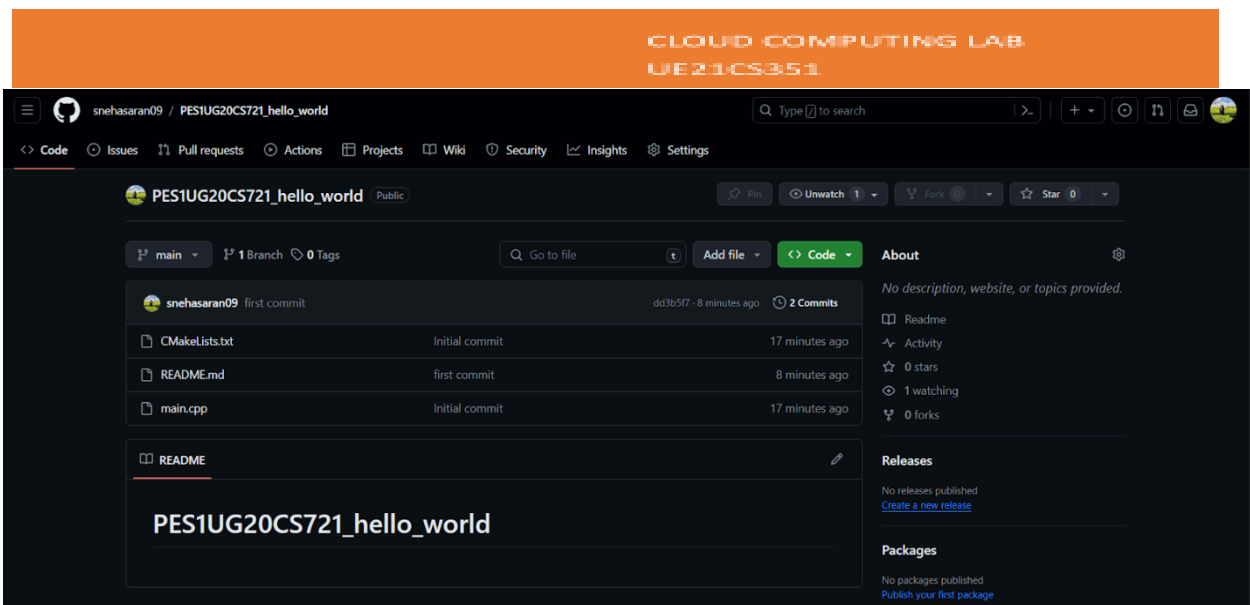 CLOUD COMPUTING LAB
UE21CS351
snehasaran09 / PES1UG20CS721_hello_world
Type / to search
Code Issues Pull requests Actions Projects Wiki Security Insights Settings
PES1UG20CS721_hello_world Public
Pin Unwatch 1 Fork 0 Star 0
main 1 Branch 0 Tags Go to file t Add file Code
About
No description, website, or topics provided.
snehasaran09 first commit dd3b5f7 · 8 minutes ago 2 Commits
Readme
CMakeLists.txt Initial commit 17 minutes ago
Activity
0 stars
README.md first commit 8 minutes ago
1 watching
main.cpp Initial commit 17 minutes ago
0 forks
README
Releases
No releases published
Create a new release
PES1UG20CS721_hello_world
Packages
No packages published
Publish your first package